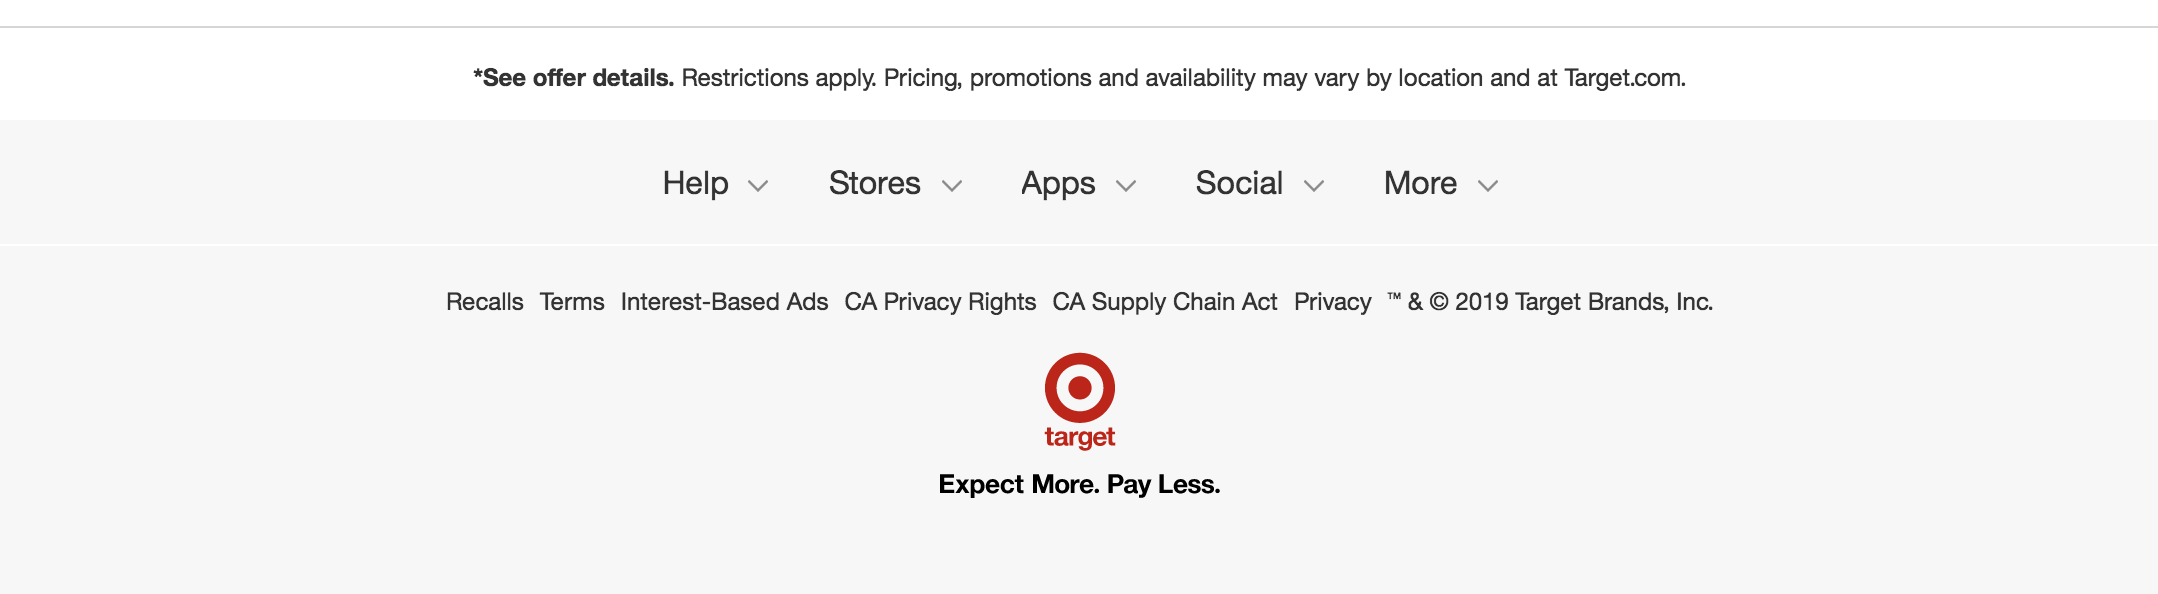 *See offer details. Restrictions apply. Pricing, promotions and availability may vary by location and at Target.com.
Help Stores Apps Social More
Recalls Terms Interest-Based Ads CA Privacy Rights CA Supply Chain Act Privacy ™ & © 2019 Target Brands, Inc.
target
Expect More. Pay Less.